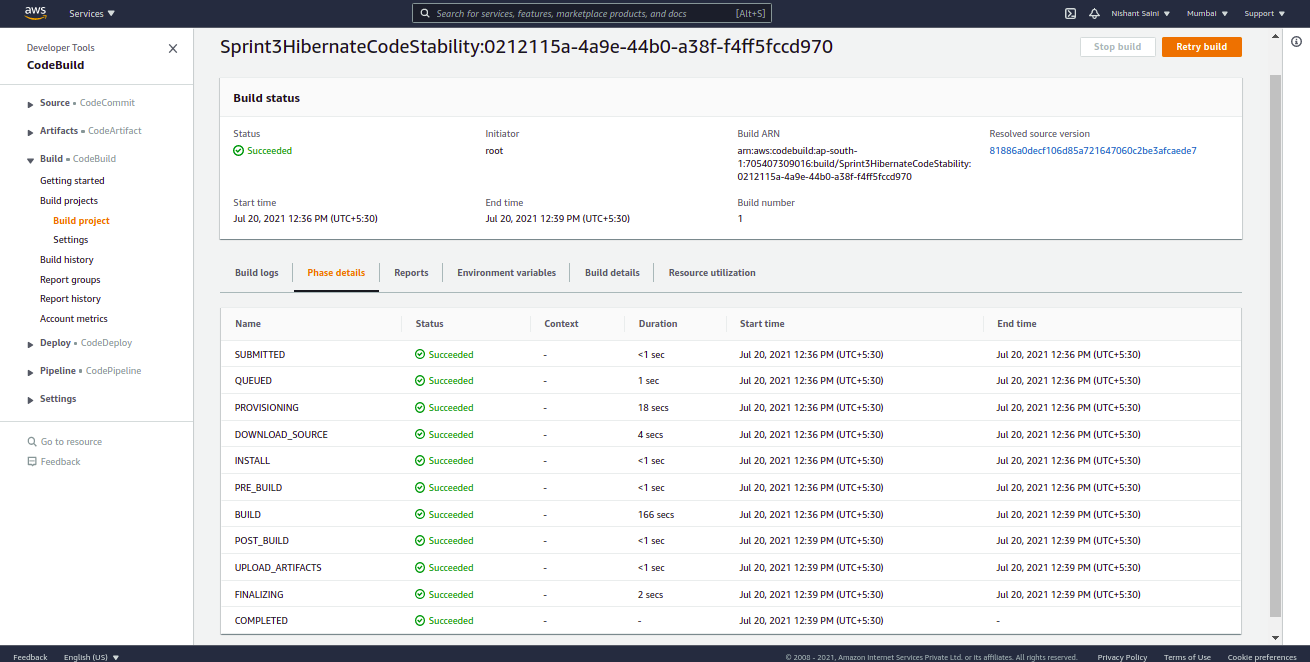 aws Services Search for services, features, marketplace products, and docs [Alt+S] Nishant Saini Mumbai Support
Developer Tools
CodeBuild
Source • CodeCommit
Artifacts • CodeArtifact
Build • CodeBuild
Getting started
Build projects
Build project
Settings
Build history
Report groups
Report history
Account metrics
Deploy • CodeDeploy
Pipeline • CodePipeline
Settings
Go to resource
Feedback
Sprint3HibernateCodeStability:0212115a-4a9e-44b0-a38f-f4ff5fccd970 Stop build Retry build
Build status
Status Initiator Build ARN Resolved source version
Succeeded root arn:aws:codebuild:ap-south- 81886a0decf106d85a721647060c2be3afcaede7
1:705407309016:build/Sprint3HibernateCodeStability:
0212115a-4a9e-44b0-a38f-f4ff5fccd970
Start time End time Build number
Jul 20, 2021 12:36 PM (UTC+5:30) Jul 20, 2021 12:39 PM (UTC+5:30) 1
Build logs Phase details Reports Environment variables Build details Resource utilization
Name Status Context Duration Start time End time
SUBMITTED Succeeded - <1 sec Jul 20, 2021 12:36 PM (UTC+5:30) Jul 20, 2021 12:36 PM (UTC+5:30)
QUEUED Succeeded - 1 sec Jul 20, 2021 12:36 PM (UTC+5:30) Jul 20, 2021 12:36 PM (UTC+5:30)
PROVISIONING Succeeded - 18 secs Jul 20, 2021 12:36 PM (UTC+5:30) Jul 20, 2021 12:36 PM (UTC+5:30)
DOWNLOAD_SOURCE Succeeded - 4 secs Jul 20, 2021 12:36 PM (UTC+5:30) Jul 20, 2021 12:36 PM (UTC+5:30)
INSTALL Succeeded - <1 sec Jul 20, 2021 12:36 PM (UTC+5:30) Jul 20, 2021 12:36 PM (UTC+5:30)
PRE_BUILD Succeeded - <1 sec Jul 20, 2021 12:36 PM (UTC+5:30) Jul 20, 2021 12:36 PM (UTC+5:30)
BUILD Succeeded - 166 secs Jul 20, 2021 12:36 PM (UTC+5:30) Jul 20, 2021 12:39 PM (UTC+5:30)
POST_BUILD Succeeded - <1 sec Jul 20, 2021 12:39 PM (UTC+5:30) Jul 20, 2021 12:39 PM (UTC+5:30)
UPLOAD_ARTIFACTS Succeeded - <1 sec Jul 20, 2021 12:39 PM (UTC+5:30) Jul 20, 2021 12:39 PM (UTC+5:30)
FINALIZING Succeeded - 2 secs Jul 20, 2021 12:39 PM (UTC+5:30) Jul 20, 2021 12:39 PM (UTC+5:30)
COMPLETED Succeeded - - Jul 20, 2021 12:39 PM (UTC+5:30) -
Feedback English (US) © 2008 - 2021, Amazon Internet Services Private Ltd. or its affiliates. All rights reserved. Privacy Policy Terms of Use Cookie preferences